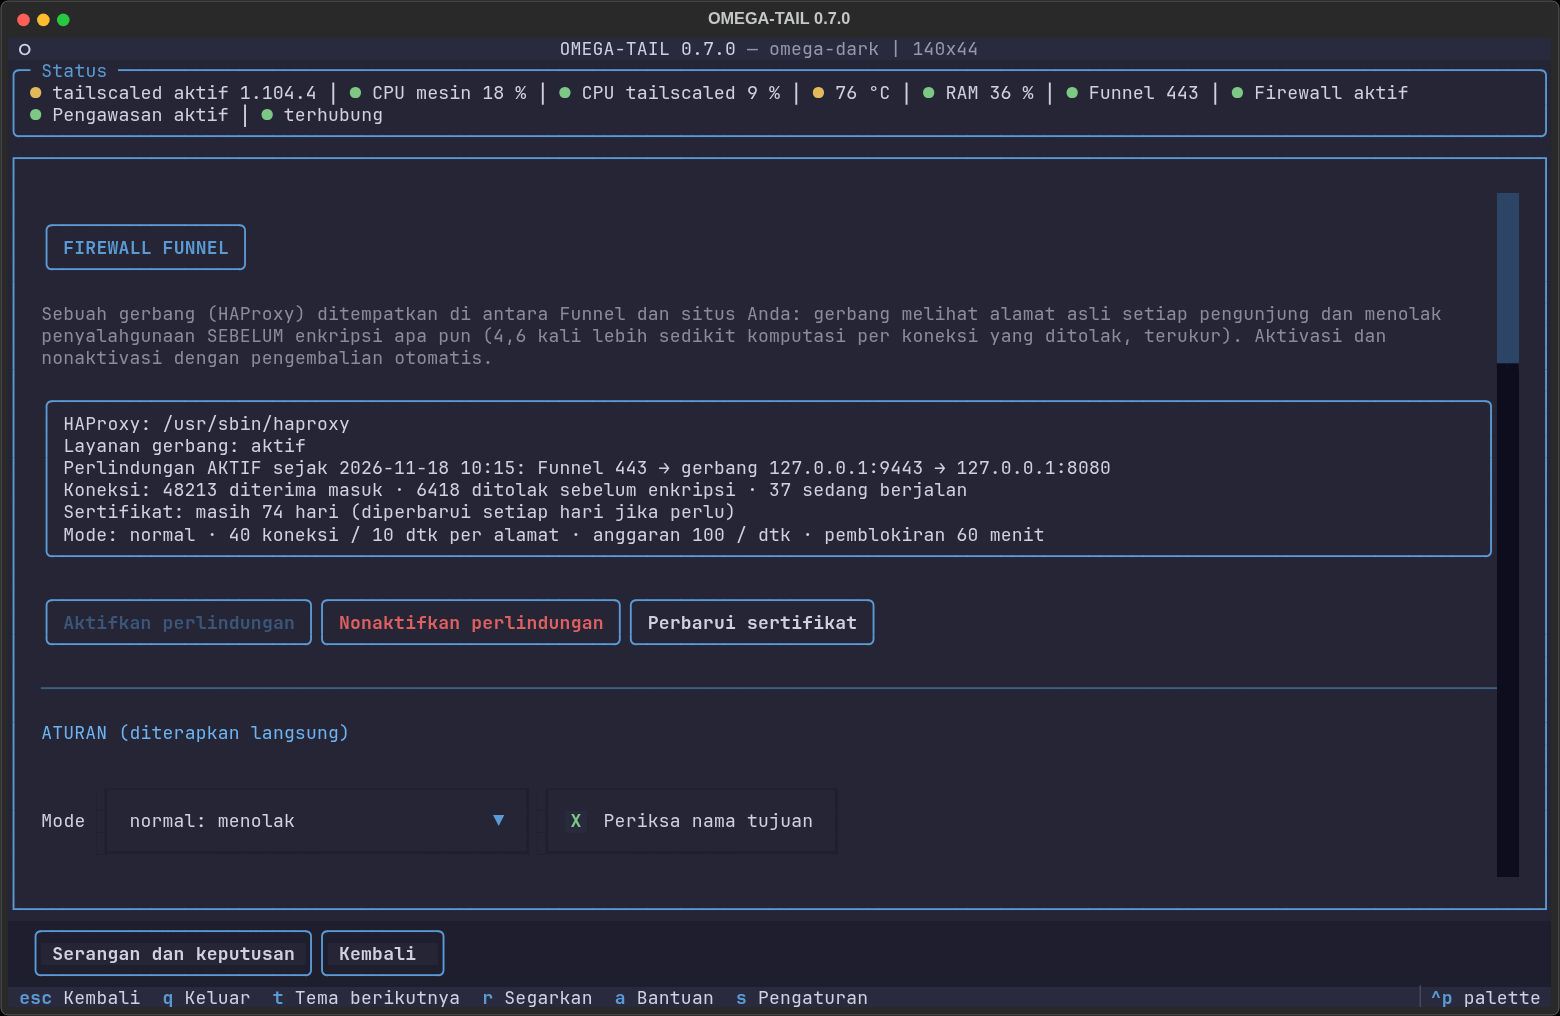 OMEGA-TAIL 0.7.0
OMEGA-TAIL 0.7.0 — omega-dark | 140x44
Status
tailscaled aktif 1.104.4 | ● CPU mesin 18 % | ● CPU tailscaled 9 % | ● 76 °C | ● RAM 36 % | ● Funnel 443 | ● Firewall aktif
Pengawasan aktif | ● terhubung
FIREWALL FUNNEL
Sebuah gerbang (HAProxy) ditempatkan di antara Funnel dan situs Anda: gerbang melihat alamat asli setiap pengunjung dan menolak
penyalahgunaan SEBELUM enkripsi apa pun (4,6 kali lebih sedikit komputasi per koneksi yang ditolak, terukur). Aktivasi dan
nonaktivasi dengan pengembalian otomatis.
HAProxy: /usr/sbin/haproxy
Layanan gerbang: aktif
Perlindungan AKTIF sejak 2026-11-18 10:15: Funnel 443 → gerbang 127.0.0.1:9443 → 127.0.0.1:8080
Koneksi: 48213 diterima masuk · 6418 ditolak sebelum enkripsi · 37 sedang berjalan
Sertifikat: masih 74 hari (diperbarui setiap hari jika perlu)
Mode: normal · 40 koneksi / 10 dtk per alamat · anggaran 100 / dtk · pemblokiran 60 menit
Aktifkan perlindungan Nonaktifkan perlindungan Perbarui sertifikat
ATURAN (diterapkan langsung)
Mode normal: menolak ▼ X Periksa nama tujuan
Serangan dan keputusan Kembali
esc Kembali q Keluar t Tema berikutnya r Segarkan a Bantuan s Pengaturan ^p palette